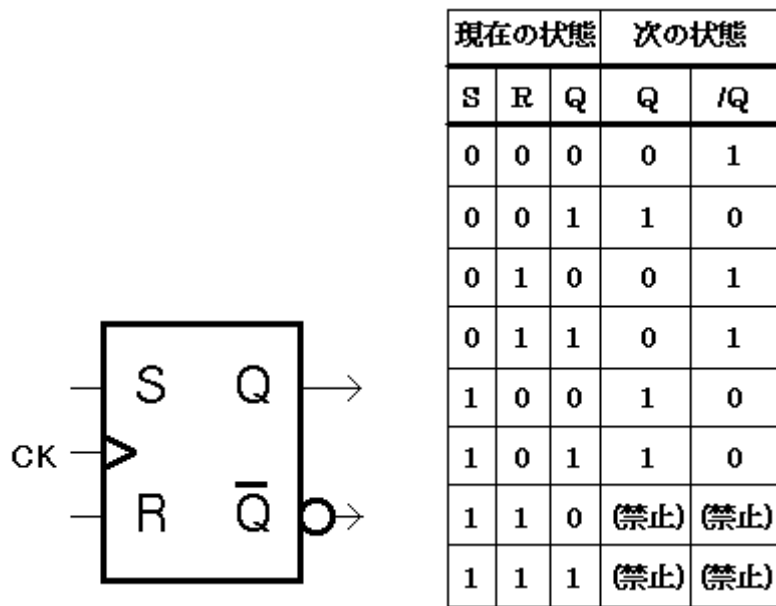 現在の状態 次の状態
S R Q Q /Q
0 0 0 0 1
0 0 1 1 0
0 1 0 0 1
0 1 1 0 1
1 0 0 1 0
1 0 1 1 0
1 1 0 (禁止) (禁止)
1 1 1 (禁止) (禁止)
S Q
CK
R Q̅